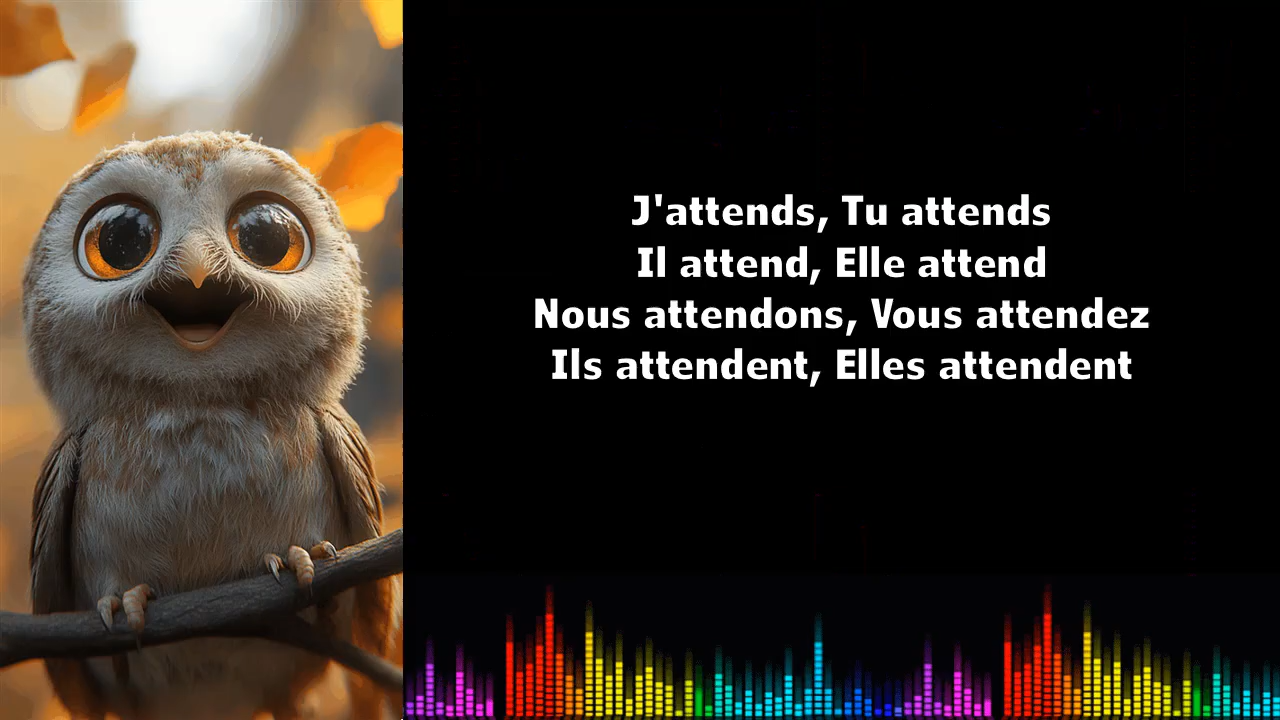 J'attends, Tu attends
Il attend, Elle attend
Nous attendons, Vous attendez
Ils attendent, Elles attendent